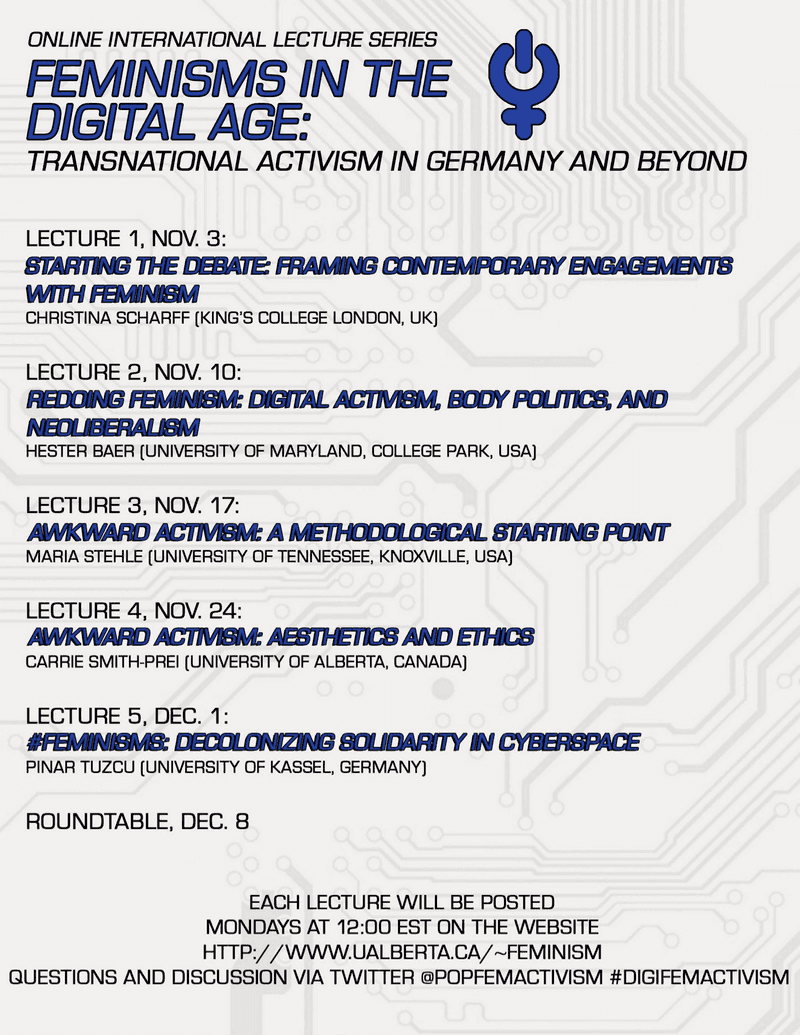 ONLINE INTERNATIONAL LECTURE SERIES
FEMINISMS IN THE
DIGITAL AGE:
TRANSNATIONAL ACTIVISM IN GERMANY AND BEYOND
LECTURE 1, NOV. 3:
STARTING THE DEBATE: FRAMING CONTEMPORARY ENGAGEMENTS
WITH FEMINISM
CHRISTINA SCHARFF (KING'S COLLEGE LONDON, UK)
LECTURE 2, NOV. 10:
REDOING FEMINISM: DIGITAL ACTIVISM, BODY POLITICS, AND
NEOLIBERALISM
HESTER BAER (UNIVERSITY OF MARYLAND, COLLEGE PARK, USA)
LECTURE 3, NOV. 17:
AWKWARD ACTIVISM: A METHODOLOGICAL STARTING POINT
MARIA STEHLE (UNIVERSITY OF TENNESSEE, KNOXVILLE, USA)
LECTURE 4, NOV. 24:
AWKWARD ACTIVISM: AESTHETICS AND ETHICS
CARRIE SMITH-PREI (UNIVERSITY OF ALBERTA, CANADA)
LECTURE 5, DEC. 1:
#FEMINISMS: DECOLONIZING SOLIDARITY IN CYBERSPACE
PINAR TUZCU (UNIVERSITY OF KASSEL, GERMANY)
ROUNDTABLE, DEC. 8
EACH LECTURE WILL BE POSTED
MONDAYS AT 12:00 EST ON THE WEBSITE
HTTP://WWW.UALBERTA.CA/~FEMINISM
QUESTIONS AND DISCUSSION VIA TWITTER @POPFEMACTIVISM #DIGIFEMACTIVISM